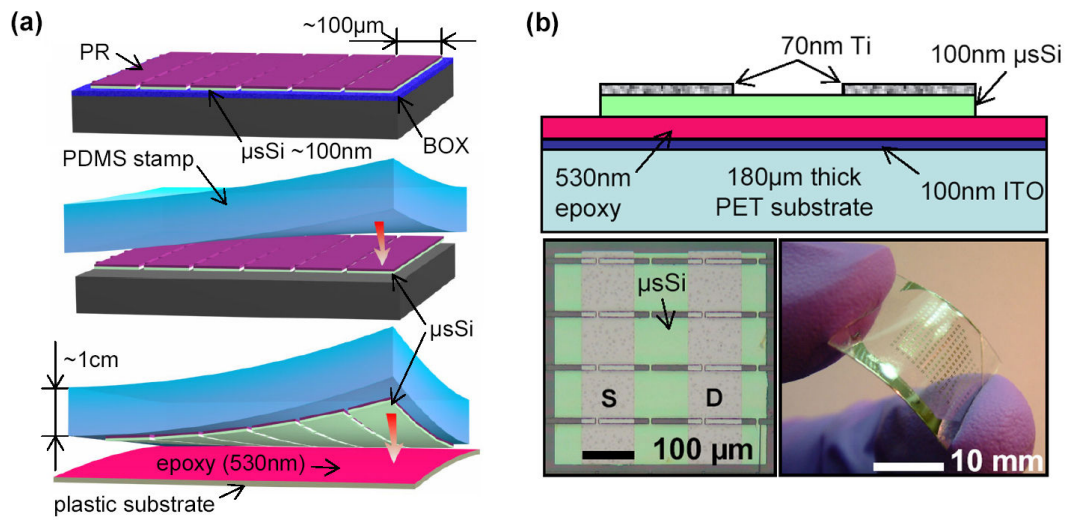 (a)
~100µm
PR
BOX
µsSi ~100nm
PDMS stamp
µsSi
~1cm
epoxy (530nm)
plastic substrate
(b)
70nm Ti
100nm µsSi
530nm
epoxy
180µm thick
PET substrate
100nm ITO
µsSi
S D
100 µm
10 mm